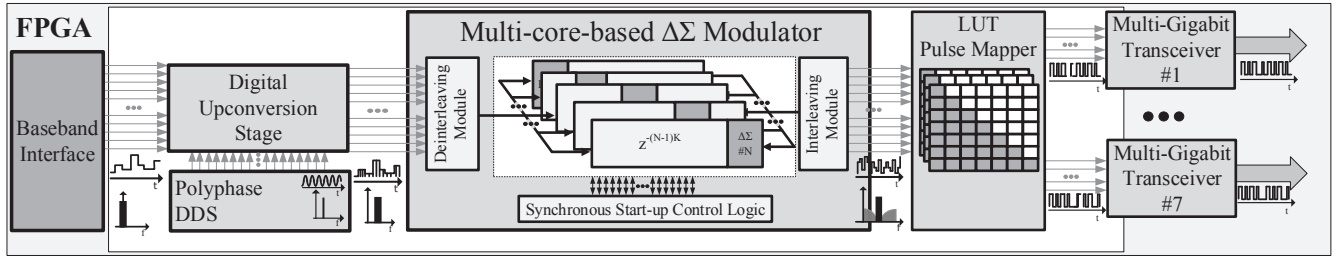 FPGA
Baseband
Interface
Digital
Upconversion
Stage
Polyphase
DDS
Multi-core-based ΔΣ Modulator
Deinterleaving
Module
Z^-(N-1)K
ΔΣ
#N
Interleaving
Module
Synchronous Start-up Control Logic
LUT
Pulse Mapper
Multi-Gigabit
Transceiver
#1
Multi-Gigabit
Transceiver
#7
t
f
t
f
t
f
t
f
t
t
t
t